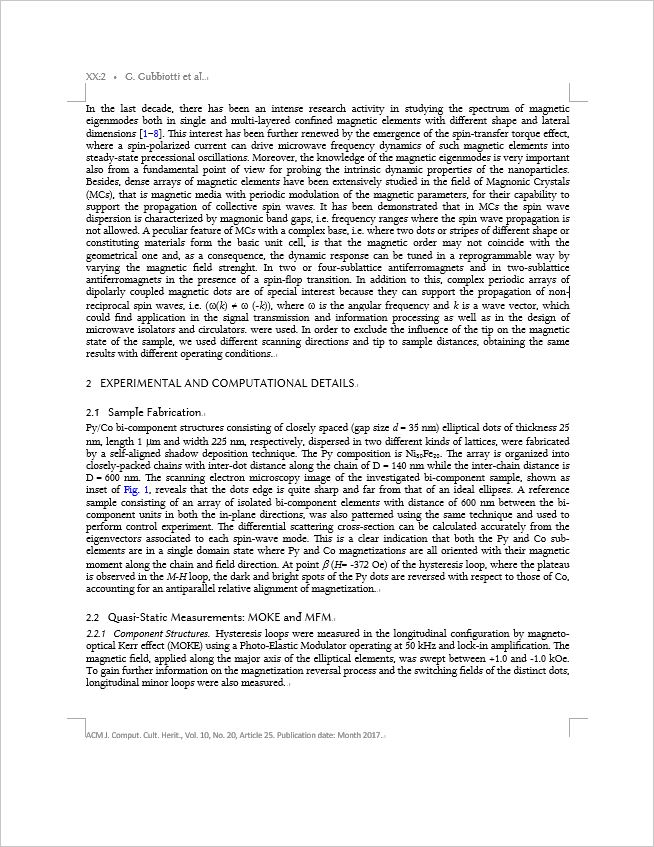 XX:2 • G. Gubbiotti et al.
In the last decade, there has been an intense research activity in studying the spectrum of magnetic
eigenmodes both in single and multi-layered confined magnetic elements with different shape and lateral
dimensions [1–8]. This interest has been further renewed by the emergence of the spin-transfer torque effect,
where a spin-polarized current can drive microwave frequency dynamics of such magnetic elements into
steady-state precessional oscillations. Moreover, the knowledge of the magnetic eigenmodes is very important
also from a fundamental point of view for probing the intrinsic dynamic properties of the nanoparticles.
Besides, dense arrays of magnetic elements have been extensively studied in the field of Magnonic Crystals
(MCs), that is magnetic media with periodic modulation of the magnetic parameters, for their capability to
support the propagation of collective spin waves. It has been demonstrated that in MCs the spin wave
dispersion is characterized by magnonic band gaps, i.e. frequency ranges where the spin wave propagation is
not allowed. A peculiar feature of MCs with a complex base, i.e. where two dots or stripes of different shape or
constituting materials form the basic unit cell, is that the magnetic order may not coincide with the
geometrical one and, as a consequence, the dynamic response can be tuned in a reprogrammable way by
varying the magnetic field strenght. In two or four-sublattice antiferromagnets and in two-sublattice
antiferromagnets in the presence of a spin-flop transition. In addition to this, complex periodic arrays of
dipolarly coupled magnetic dots are of special interest because they can support the propagation of non-
reciprocal spin waves, i.e. (ω(k) ≠ ω (-k)), where ω is the angular frequency and k is a wave vector, which
could find application in the signal transmission and information processing as well as in the design of
microwave isolators and circulators. were used. In order to exclude the influence of the tip on the magnetic
state of the sample, we used different scanning directions and tip to sample distances, obtaining the same
results with different operating conditions.
2 EXPERIMENTAL AND COMPUTATIONAL DETAILS
2.1 Sample Fabrication
Py/Co bi-component structures consisting of closely spaced (gap size d = 35 nm) elliptical dots of thickness 25
nm, length 1 μm and width 225 nm, respectively, dispersed in two different kinds of lattices, were fabricated
by a self-aligned shadow deposition technique. The Py composition is Ni₈₀Fe₂₀. The array is organized into
closely-packed chains with inter-dot distance along the chain of D = 140 nm while the inter-chain distance is
D = 600 nm. The scanning electron microscopy image of the investigated bi-component sample, shown as
inset of Fig. 1, reveals that the dots edge is quite sharp and far from that of an ideal ellipses. A reference
sample consisting of an array of isolated bi-component elements with distance of 600 nm between the bi-
component units in both the in-plane directions, was also patterned using the same technique and used to
perform control experiment. The differential scattering cross-section can be calculated accurately from the
eigenvectors associated to each spin-wave mode. This is a clear indication that both the Py and Co sub-
elements are in a single domain state where Py and Co magnetizations are all oriented with their magnetic
moment along the chain and field direction. At point β (H= -372 Oe) of the hysteresis loop, where the plateau
is observed in the M-H loop, the dark and bright spots of the Py dots are reversed with respect to those of Co,
accounting for an antiparallel relative alignment of magnetization.
2.2 Quasi-Static Measurements: MOKE and MFM
2.2.1 Component Structures. Hysteresis loops were measured in the longitudinal configuration by magneto-
optical Kerr effect (MOKE) using a Photo-Elastic Modulator operating at 50 kHz and lock-in amplification. The
magnetic field, applied along the major axis of the elliptical elements, was swept between +1.0 and -1.0 kOe.
To gain further information on the magnetization reversal process and the switching fields of the distinct dots,
longitudinal minor loops were also measured.
ACM J. Comput. Cult. Herit., Vol. 10, No. 20, Article 25. Publication date: Month 2017.